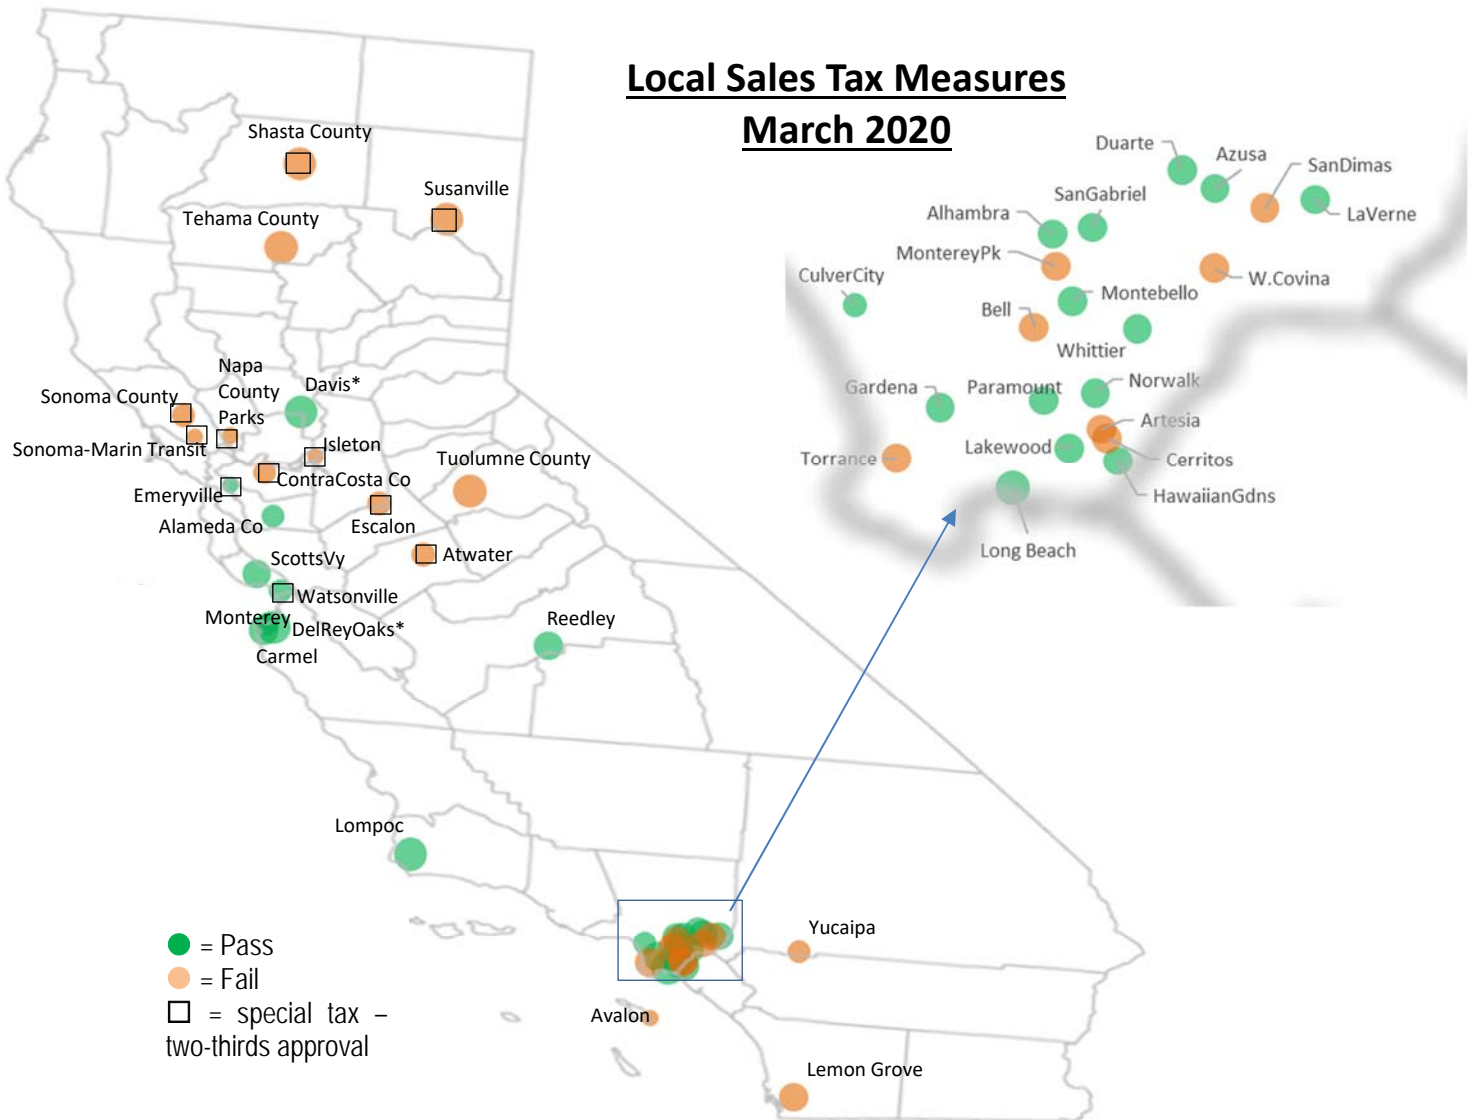 Local Sales Tax Measures
March 2020
Shasta County
Susanville
Tehama County
Napa
County
Parks
Davis*
Sonoma County
Sonoma-Marin Transit
Isleton
ContraCosta Co
Tuolumne County
Emeryville
Alameda Co
Escalon
Atwater
ScottsVy
Watsonville
Monterey
DelReyOaks*
Carmel
Reedley
Lompoc
Yucaipa
Avalon
Lemon Grove
Duarte
Azusa
SanDimas
LaVerne
SanGabriel
Alhambra
MontereyPk
W.Covina
CulverCity
Montebello
Bell
Whittier
Gardena
Paramount
Norwalk
Artesia
Torrance
Lakewood
Cerritos
HawaiianGdns
Long Beach
= Pass
= Fail
= special tax –
two-thirds approval